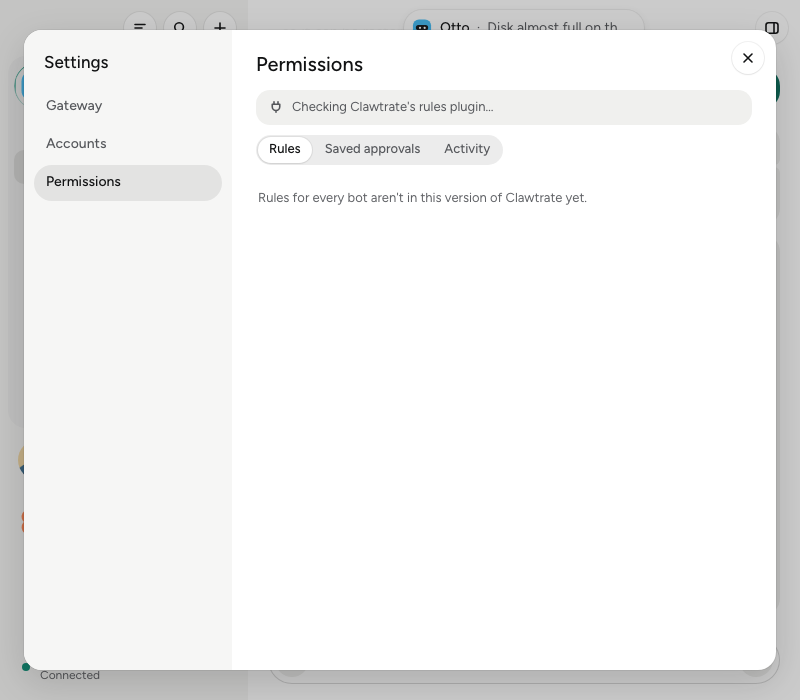 Otto · Disk almost full on th
Settings
Gateway
Accounts
Permissions
Permissions
Checking Clawtrate's rules plugin…
Rules Saved approvals Activity
Rules for every bot aren't in this version of Clawtrate yet.
Connected